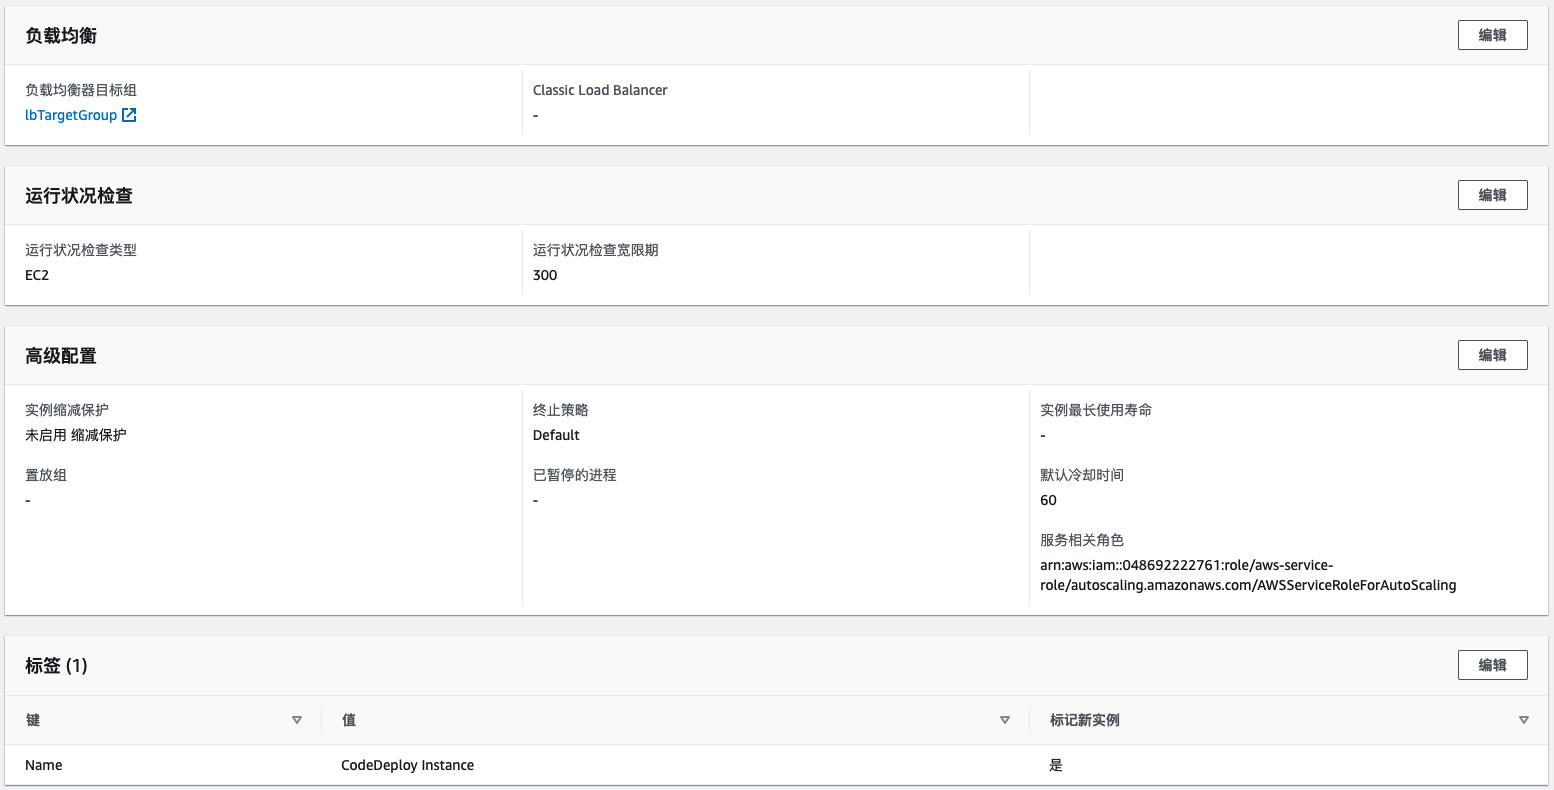 负载均衡
编辑
负载均衡器目标组
Classic Load Balancer
lbTargetGroup
-
运行状况检查
编辑
运行状况检查类型
运行状况检查宽限期
EC2
300
高级配置
编辑
实例缩减保护
终止策略
实例最长使用寿命
未启用 缩减保护
Default
-
置放组
已暂停的进程
默认冷却时间
-
-
60
服务相关角色
arn:aws:iam::048692222761:role/aws-service-
role/autoscaling.amazonaws.com/AWSServiceRoleForAutoScaling
标签 (1)
编辑
键
值
标记新实例
Name
CodeDeploy Instance
是